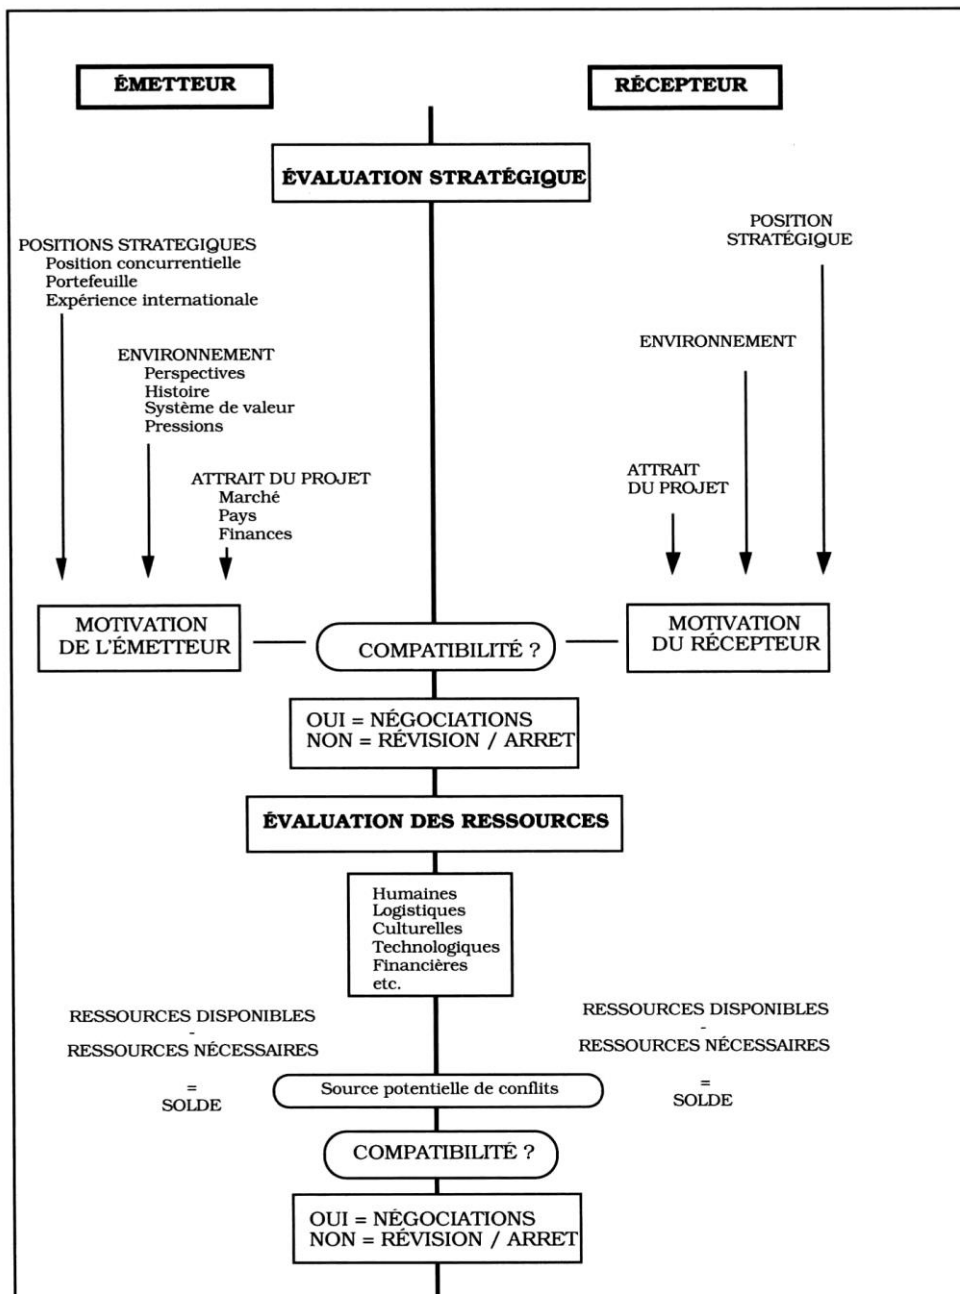 ÉMETTEUR
RÉCEPTEUR
ÉVALUATION STRATÉGIQUE
POSITIONS STRATEGIQUES
Position concurrentielle
Portefeuille
Expérience internationale
ENVIRONNEMENT
Perspectives
Histoire
Système de valeur
Pressions
ATTRAIT DU PROJET
Marché
Pays
Finances
POSITION
STRATÉGIQUE
ENVIRONNEMENT
ATTRAIT
DU PROJET
MOTIVATION
DE L'ÉMETTEUR
COMPATIBILITÉ ?
MOTIVATION
DU RÉCEPTEUR
OUI = NÉGOCIATIONS
NON = RÉVISION / ARRET
ÉVALUATION DES RESSOURCES
Humaines
Logistiques
Culturelles
Technologiques
Financières
etc.
RESSOURCES DISPONIBLES
-
RESSOURCES NÉCESSAIRES
=
SOLDE
RESSOURCES DISPONIBLES
-
RESSOURCES NÉCESSAIRES
=
SOLDE
Source potentielle de conflits
COMPATIBILITÉ ?
OUI = NÉGOCIATIONS
NON = RÉVISION / ARRET